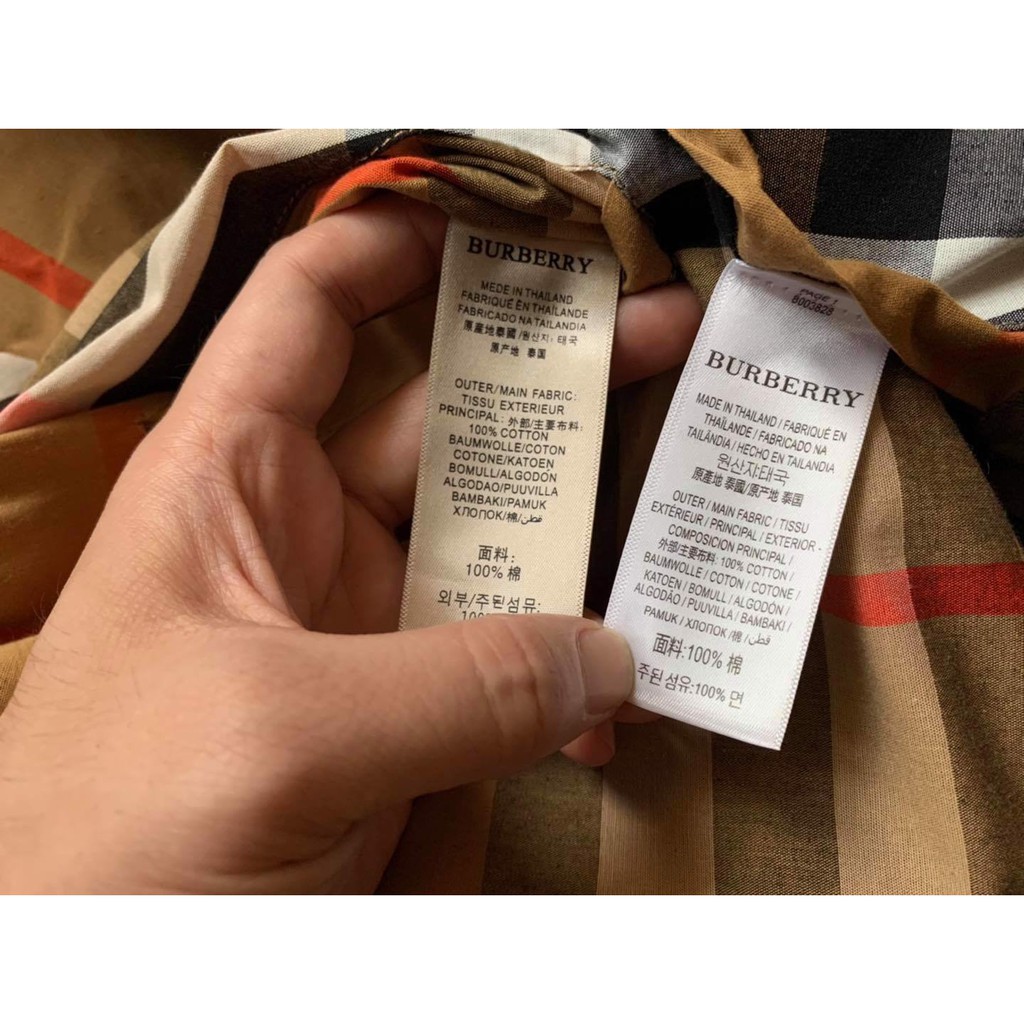 BURBERRY
MADE IN THAILAND
FABRIQUÉ EN THAÏLANDE
FABRICADO NA TAILANDIA
原產地泰國/원산지: 태국
原产地 泰国
OUTER/MAIN FABRIC:
TISSU EXTERIEUR
PRINCIPAL: 外部/主要布料:
100% COTTON
BAUMWOLLE/COTON
COTONE/KATOEN
BOMULL/ALGODÓN
ALGODAO/PUUVILLA
BAMBAKI/PAMUK
ХЛОПОК/棉/قطن
面料:
100% 棉
외부/주된섬유:
PAGE 1
8003828
BURBERRY
MADE IN THAILAND / FABRIQUÉ EN
THAÏLANDE / FABRICADO NA
TAILÂNDIA / HECHO EN TAILANDIA
원산지:태국
原產地 泰國/原产地 泰国
OUTER / MAIN FABRIC / TISSU
EXTÉRIEUR / PRINCIPAL / EXTERIOR -
COMPOSICIÓN PRINCIPAL /
外部/主要布料: 100% COTTON /
BAUMWOLLE / COTON / COTONE /
KATOEN / BOMULL / ALGODÓN /
ALGODÃO / PUUVILLA / BAMBAKI /
PAMUK / ХЛОПОК /棉 / قطن
面料:100% 棉
주된 섬유:100% 면